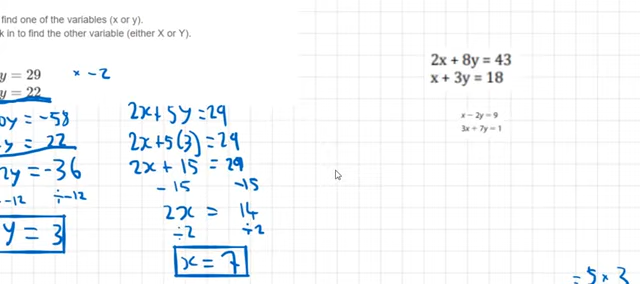 find one of the variables (x or y).
k in to find the other variable (either X or Y).
y = 29 × -2
y = 22
0y = -58
y = 22
2y = -36
-12 ÷-12
y = 3
2x + 5y = 29
2x + 5(3) = 29
2x + 15 = 29
-15 -15
2x = 14
÷2 ÷2
x = 7
2x + 8y = 43
x + 3y = 18
x - 2y = 9
3x + 7y = 1
= 5 × 3